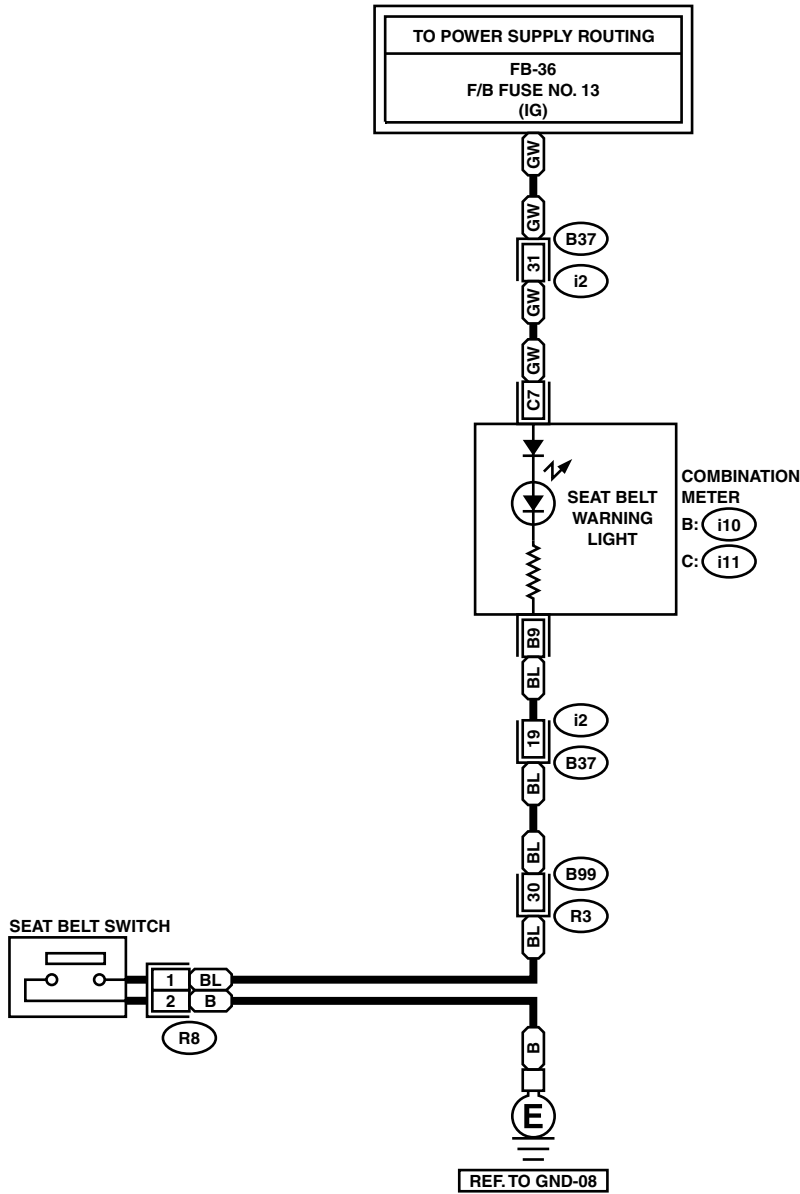 TO POWER SUPPLY ROUTING
FB-36
F/B FUSE NO. 13
(IG)
GW
GW
B37
31
i2
GW
GW
C7
SEAT BELT
WARNING
LIGHT
COMBINATION
METER
B: i10
C: i11
B9
BL
i2
19
B37
BL
BL
B99
30
R3
BL
SEAT BELT SWITCH
1 BL
2 B
R8
B
E
REF. TO GND-08